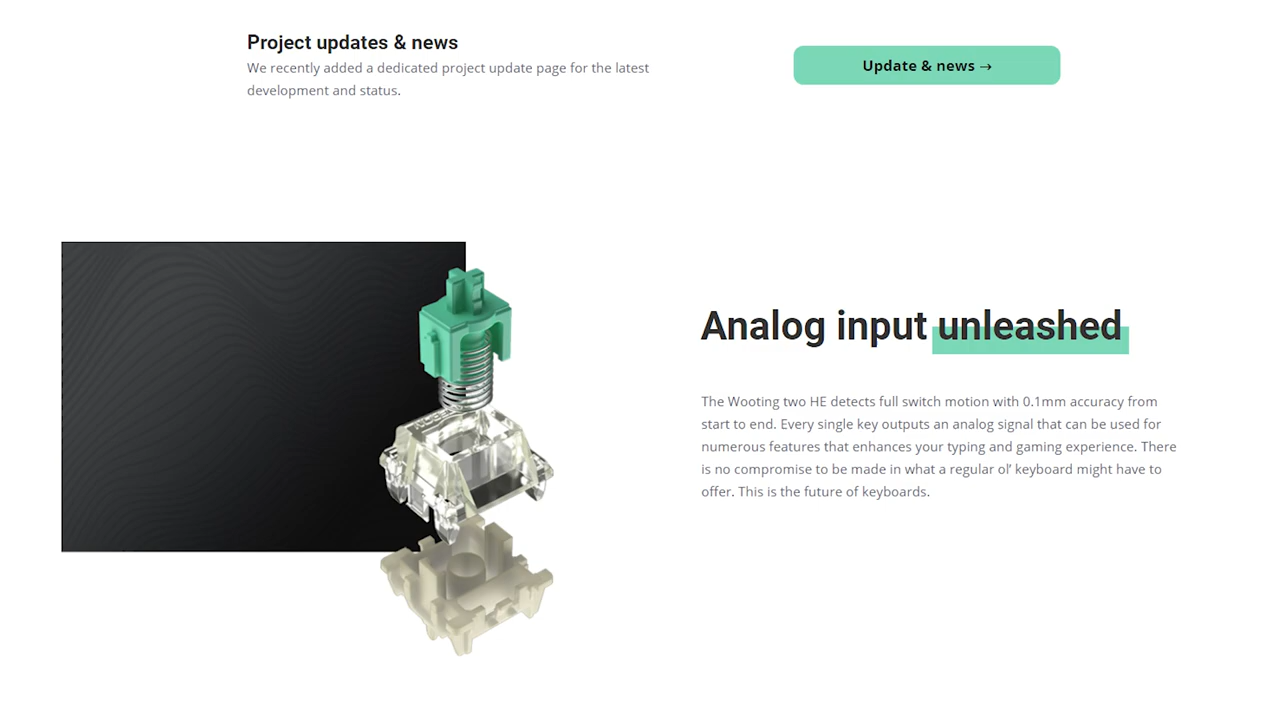 Project updates & news
We recently added a dedicated project update page for the latest
development and status.
Update & news →
Analog input unleashed
The Wooting two HE detects full switch motion with 0.1mm accuracy from
start to end. Every single key outputs an analog signal that can be used for
numerous features that enhances your typing and gaming experience. There
is no compromise to be made in what a regular ol’ keyboard might have to
offer. This is the future of keyboards.